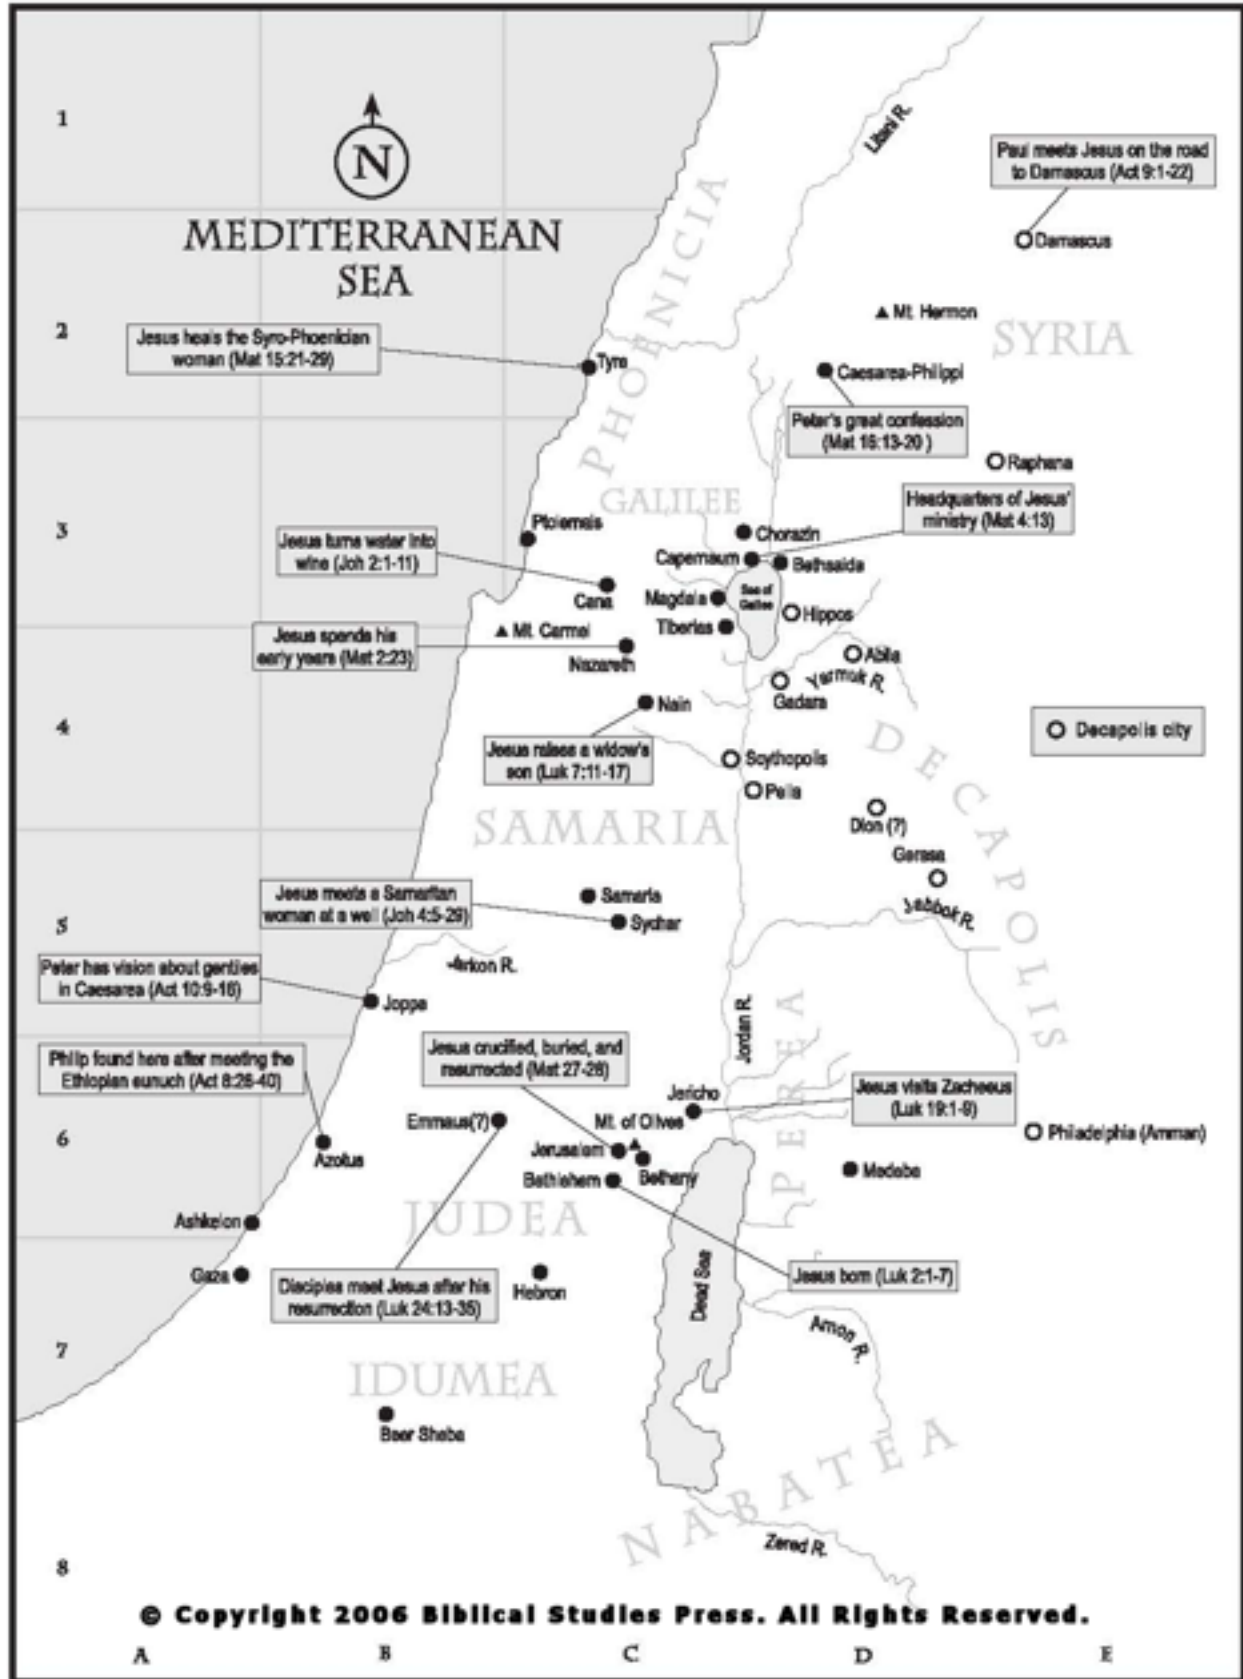 1
N
MEDITERRANEAN
SEA
Litani R.
PHOENICIA
Paul meets Jesus on the road
to Damascus (Act 9:1-22)
Damascus
2
Mt. Hermon
SYRIA
Jesus heals the Syro-Phoenician
woman (Mat 15:21-29)
Tyre
Caesarea-Philippi
Peter's great confession
(Mat 16:13-20 )
Raphana
GALILEE
Headquarters of Jesus'
ministry (Mat 4:13)
3
Ptolemais
Chorazin
Jesus turns water into
wine (Joh 2:1-11)
Capernaum
Bethsaida
Cana
Magdala
Sea of
Galilee
Hippos
Tiberias
Mt. Carmel
Jesus spends his
early years (Mat 2:23)
Nazareth
Abila
Yarmuk R.
Gadara
Nain
4
DECAPOLIS
Decapolis city
Jesus raises a widow's
son (Luk 7:11-17)
Scythopolis
Pella
SAMARIA
Dion (?)
Gerasa
Jabbok R.
Jesus meets a Samaritan
woman at a well (Joh 4:5-29)
Samaria
Sychar
5
Peter has vision about gentiles
in Caesarea (Act 10:9-16)
Jarkon R.
Joppa
Jordan R.
PEREA
Philip found here after meeting the
Ethiopian eunuch (Act 8:26-40)
Jesus crucified, buried, and
resurrected (Mat 27-28)
Jericho
Jesus visits Zacheeus
(Luk 19:1-9)
Emmaus(?)
Mt. of Olives
6
Azotus
Jerusalem
Bethany
Bethlehem
Philadelphia (Amman)
Medeba
JUDEA
Ashkelon
Gaza
Disciples meet Jesus after his
resurrection (Luk 24:13-35)
Hebron
Dead Sea
Jesus born (Luk 2:1-7)
Arnon R.
7
IDUMEA
Beer Sheba
NABATEA
Zered R.
8
© Copyright 2006 Biblical Studies Press. All Rights Reserved.
A B C D E